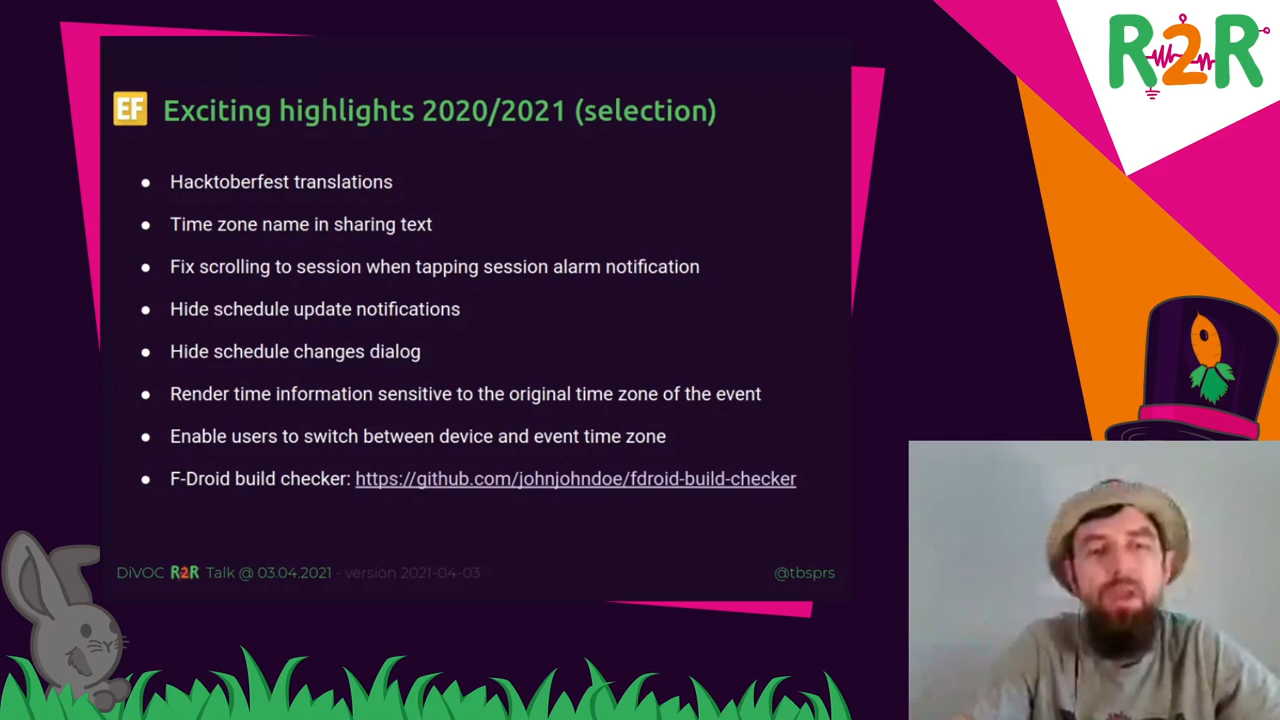 R2R
EF Exciting highlights 2020/2021 (selection)
● Hacktoberfest translations
● Time zone name in sharing text
● Fix scrolling to session when tapping session alarm notification
● Hide schedule update notifications
● Hide schedule changes dialog
● Render time information sensitive to the original time zone of the event
● Enable users to switch between device and event time zone
● F-Droid build checker: https://github.com/johnjohndoe/fdroid-build-checker
DiVOC R2R Talk @ 03.04.2021 - version 2021-04-03
@tbsprs